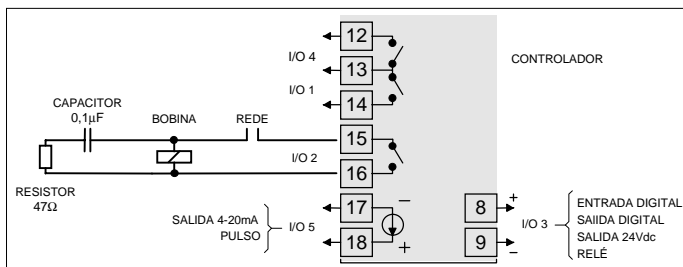 12
I/O 4
13
CONTROLADOR
I/O 1
14
CAPACITOR
0,1µF
BOBINA
REDE
15
I/O 2
16
RESISTOR
47Ω
17
-
8
+
ENTRADA DIGITAL
SALIDA 4-20mA
I/O 5
I/O 3
SAIIDA DIGITAL
PULSO
SALIDA 24Vdc
18
+
9
-
RELÉ